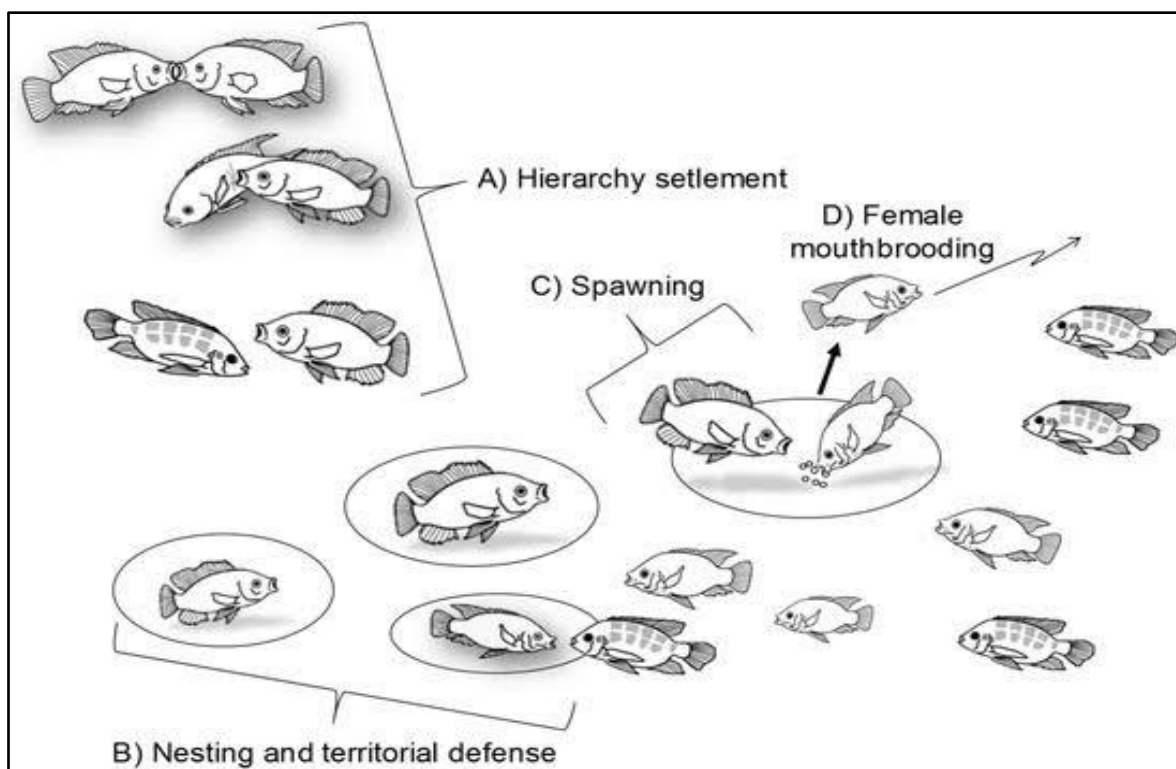 A) Hierarchy setlement
D) Female
mouthbrooding
C) Spawning
B) Nesting and territorial defense